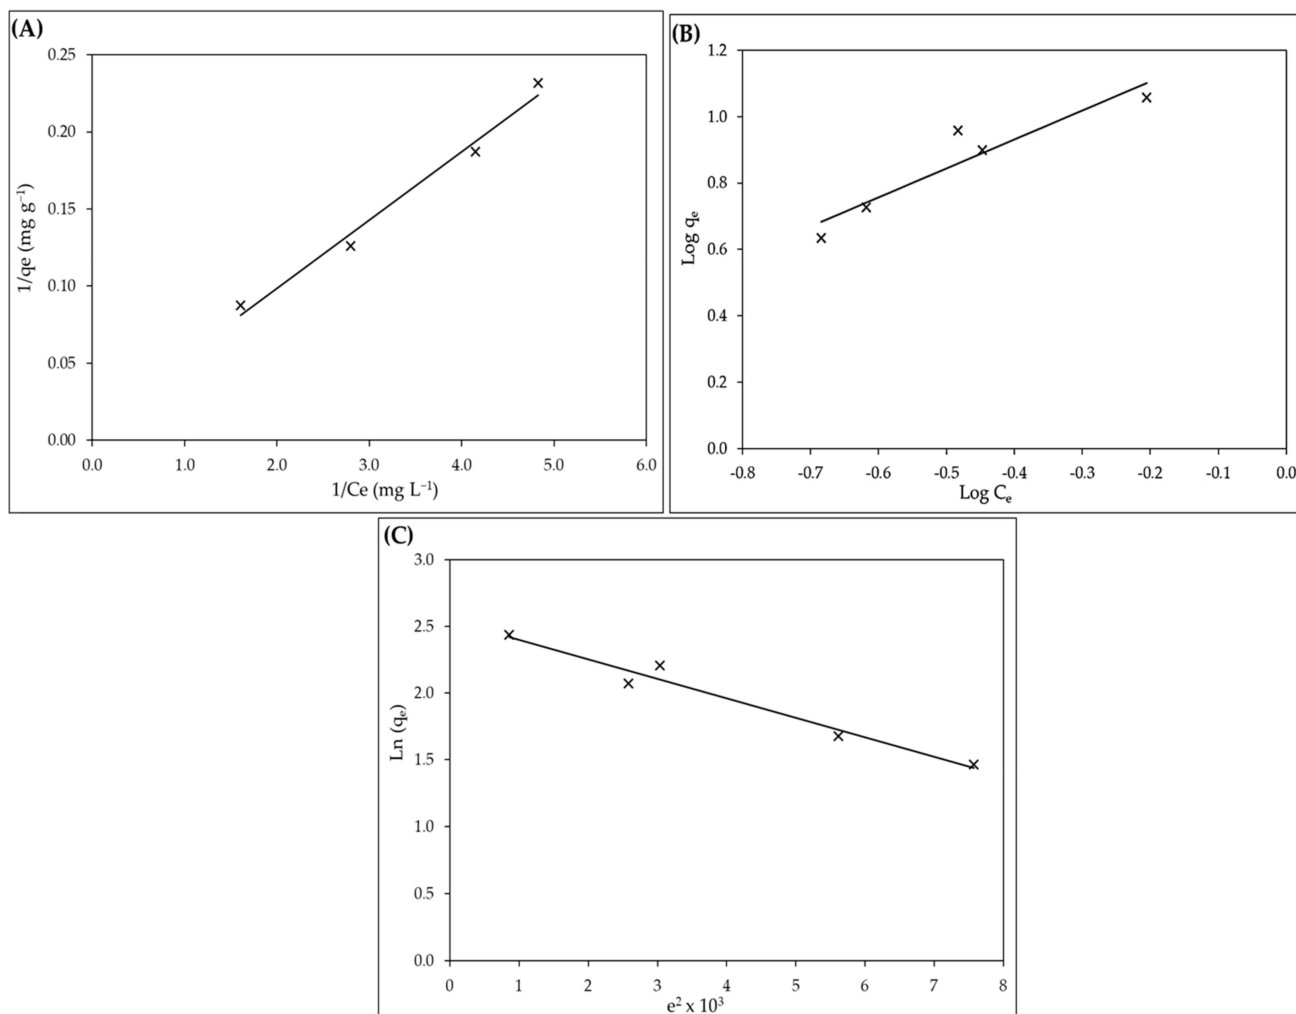 (A)
0.25
0.20
0.15
0.10
0.05
0.00
1/qe (mg g⁻¹)
0.0 1.0 2.0 3.0 4.0 5.0 6.0
1/Ce (mg L⁻¹)
(B)
1.2
1.0
0.8
0.6
0.4
0.2
0.0
Log qₑ
-0.8 -0.7 -0.6 -0.5 -0.4 -0.3 -0.2 -0.1 0.0
Log Cₑ
(C)
3.0
2.5
2.0
1.5
1.0
0.5
0.0
Ln (qₑ)
0 1 2 3 4 5 6 7 8
e² x 10³